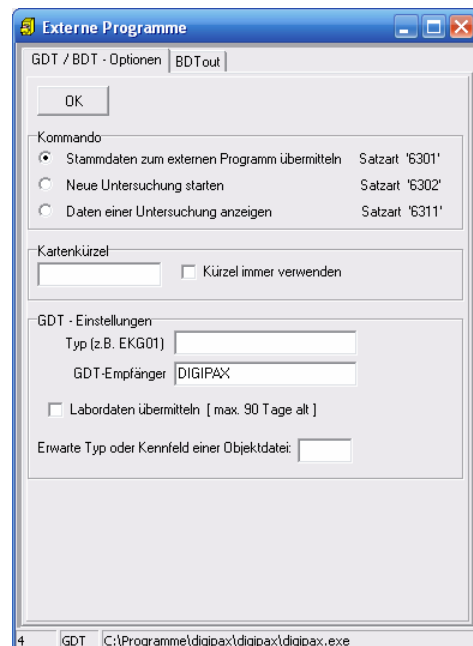 Externe Programme
GDT / BDT - Optionen BDTout
OK
Kommando
Stammdaten zum externen Programm übermitteln Satzart '6301'
Neue Untersuchung starten Satzart '6302'
Daten einer Untersuchung anzeigen Satzart '6311'
Kartenkürzel
Kürzel immer verwenden
GDT - Einstellungen
Typ (z.B. EKG01)
GDT-Empfänger DIGIPAX
Labordaten übermitteln [ max. 90 Tage alt ]
Erwarte Typ oder Kennfeld einer Objektdatei:
4 GDT C:\Programme\digipax\digipax\digipax.exe